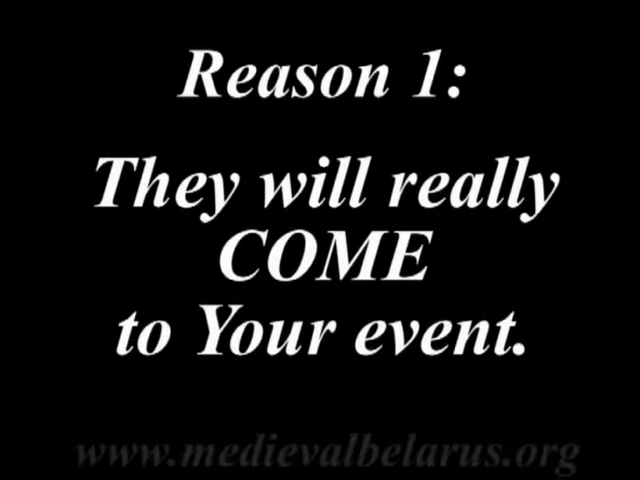 Reason 1:
They will really
COME
to Your event.
www.medievalbelarus.org